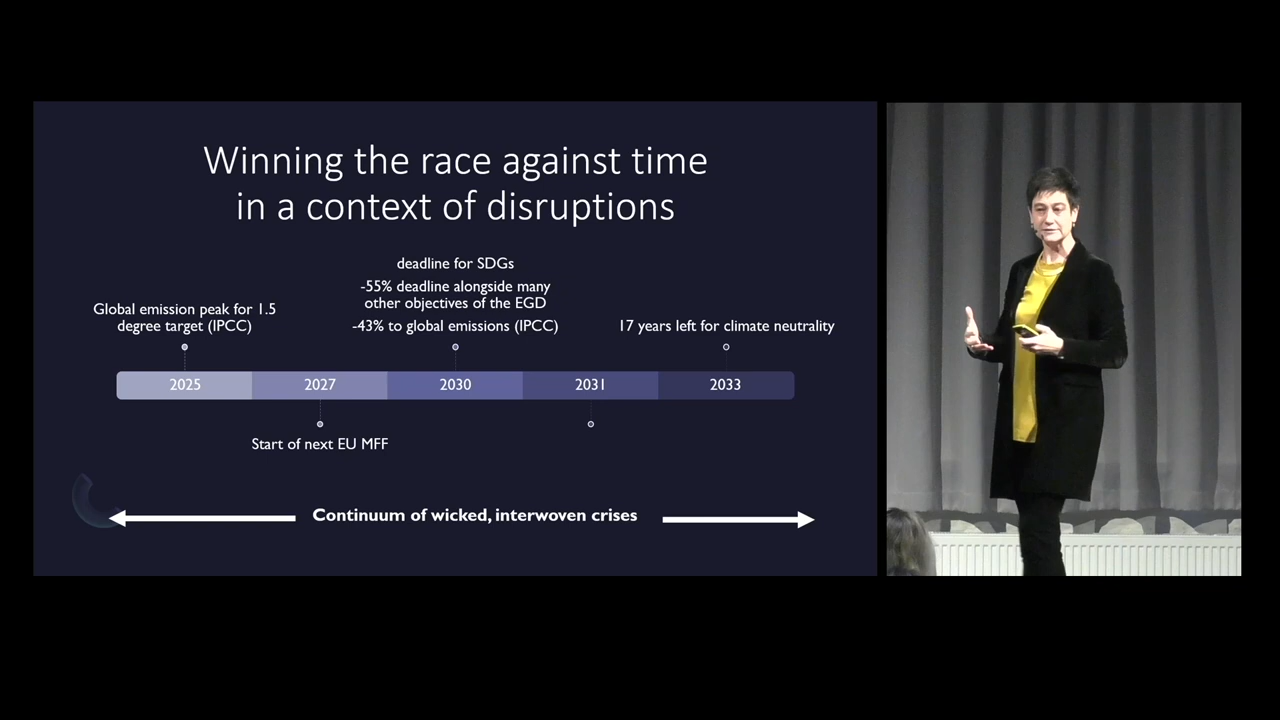 Winning the race against time
in a context of disruptions
deadline for SDGs
-55% deadline alongside many
other objectives of the EGD
Global emission peak for 1.5
degree target (IPCC)
-43% to global emissions (IPCC)
17 years left for climate neutrality
2025
2027
2030
2031
2033
Start of next EU MFF
Continuum of wicked, interwoven crises